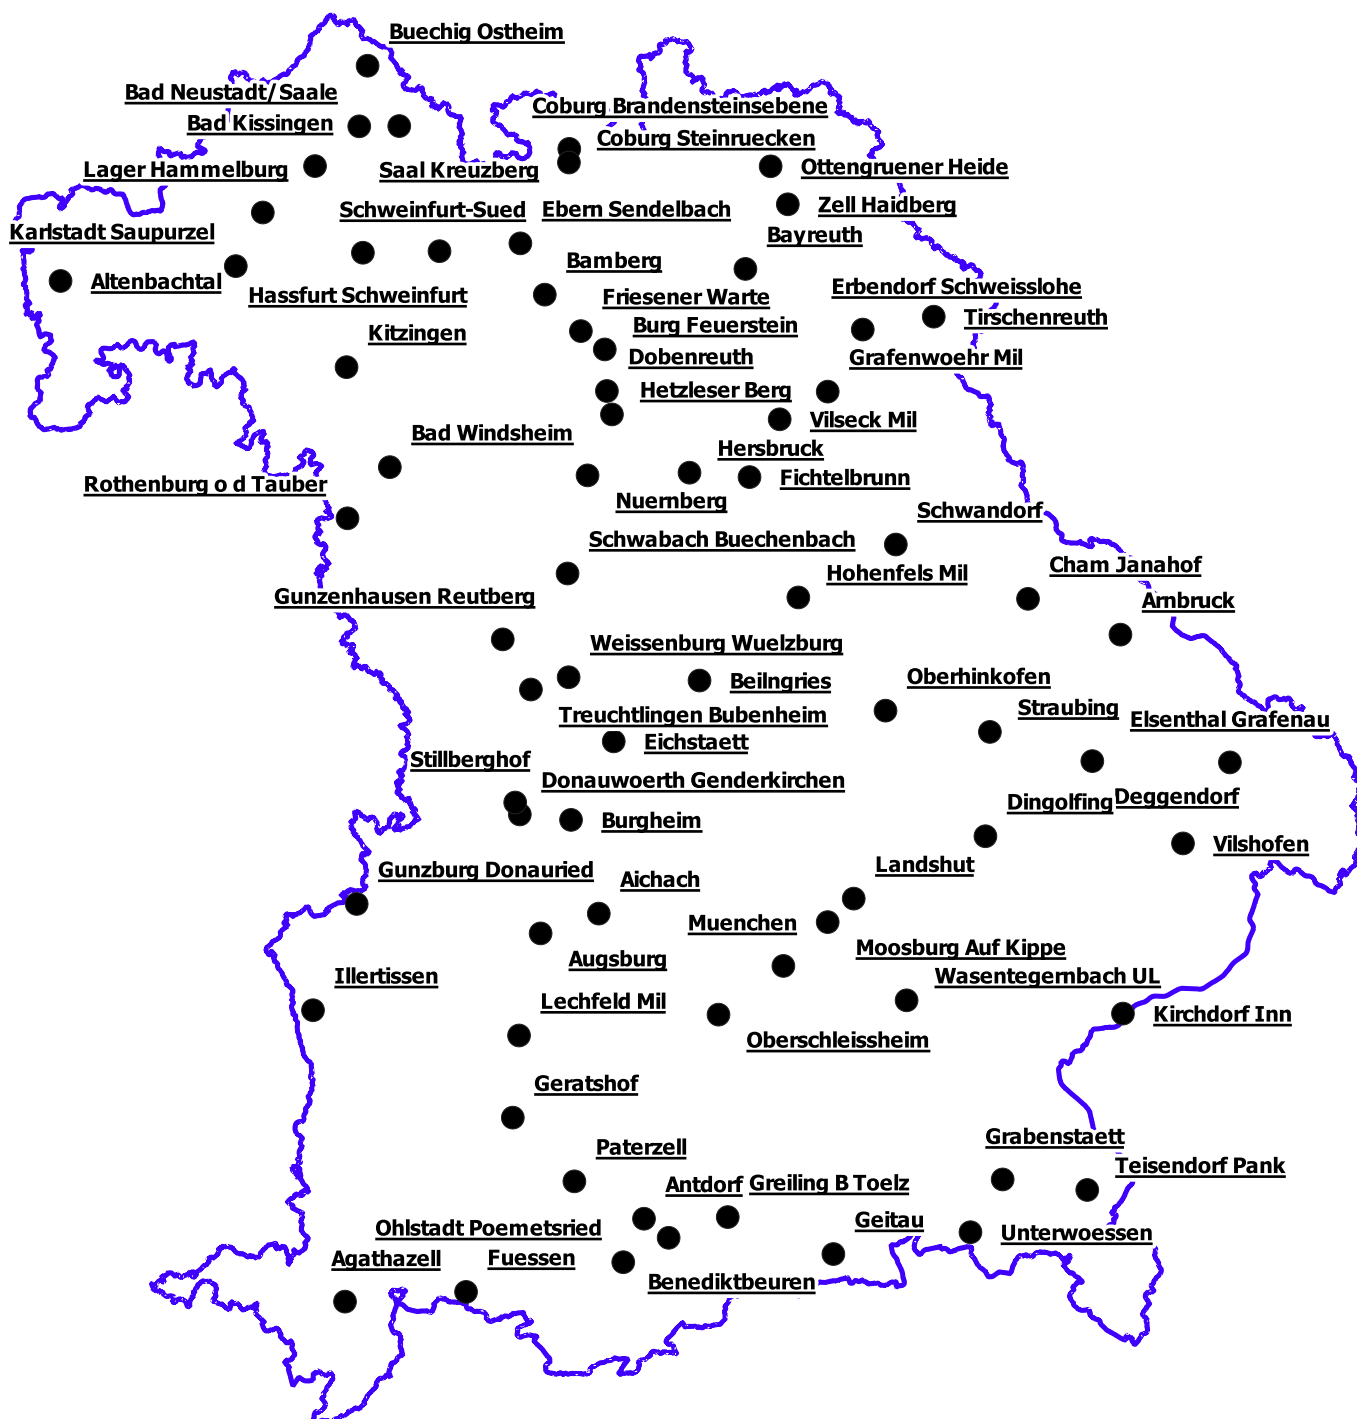 Buechig Ostheim
Bad Neustadt/Saale
Coburg Brandensteinsebene
Bad Kissingen
Coburg Steinruecken
Lager Hammelburg
Saal Kreuzberg
Ottengruener Heide
Schweinfurt-Sued
Ebern Sendelbach
Zell Haidberg
Karlstadt Saupurzel
Bayreuth
Bamberg
Altenbachtal
Hassfurt Schweinfurt
Friesener Warte
Erbendorf Schweisslohe
Tirschenreuth
Kitzingen
Burg Feuerstein
Dobenreuth
Grafenwoehr Mil
Hetzleser Berg
Vilseck Mil
Bad Windsheim
Hersbruck
Fichtelbrunn
Rothenburg o d Tauber
Nuernberg
Schwandorf
Schwabach Buechenbach
Cham Janahof
Hohenfels Mil
Gunzenhausen Reutberg
Arnbruck
Weissenburg Wuelzburg
Beilngries
Oberhinkofen
Straubing
Treuchtlingen Bubenheim
Elsenthal Grafenau
Eichstaett
Stillberghof
Donauwoerth Genderkirchen
Dingolfing
Deggendorf
Burgheim
Vilshofen
Gunzburg Donauried
Landshut
Aichach
Muenchen
Moosburg Auf Kippe
Augsburg
Illertissen
Wasentegernbach UL
Lechfeld Mil
Kirchdorf Inn
Oberschleissheim
Geratshof
Grabenstaett
Paterzell
Teisendorf Pank
Antdorf
Greiling B Toelz
Ohlstadt Poemetsried
Geitau
Unterwoessen
Agathazell
Fuessen
Benediktbeuren